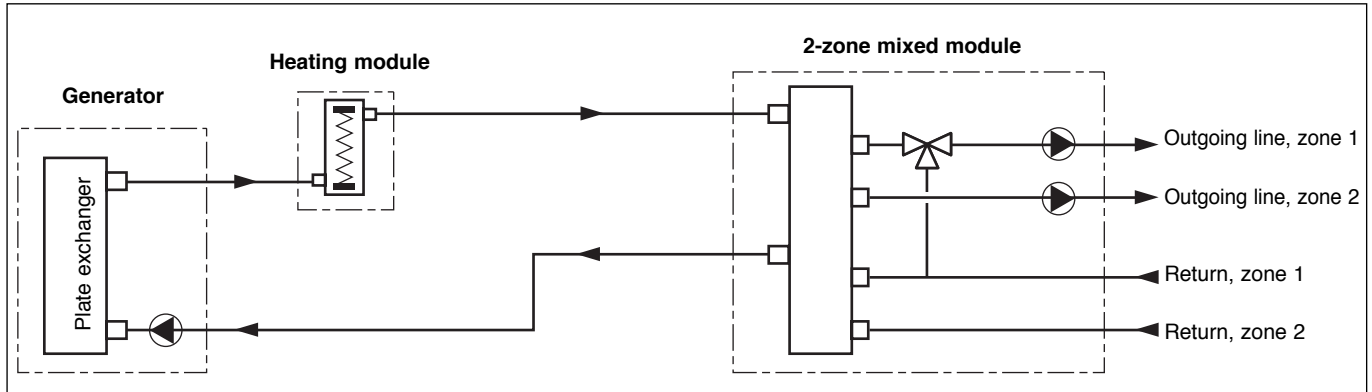 2-zone mixed module
Heating module
Generator
Plate exchanger
Outgoing line, zone 1
Outgoing line, zone 2
Return, zone 1
Return, zone 2